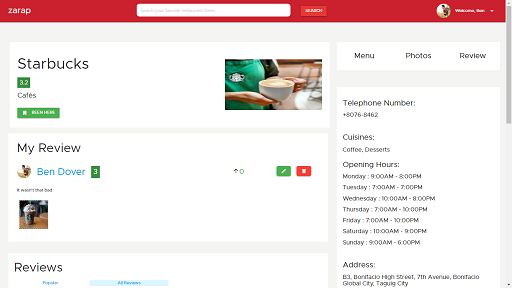 zarap
Search your favorite restaurants here...
SEARCH
Welcome, Ben
Starbucks
3.2
Cafés
BEEN HERE
My Review
Ben Dover 3
0
It wasn't that bad
Reviews
Popular
All Reviews
Menu
Photos
Review
Telephone Number:
+8076-8462
Cuisines:
Coffee, Desserts
Opening Hours:
Monday : 9:00AM - 8:00PM
Tuesday : 7:00AM - 7:00PM
Wednesday : 10:00AM - 8:00PM
Thursday : 7:00AM - 10:00PM
Friday : 7:00AM - 10:00PM
Saturday : 10:00AM - 9:00PM
Sunday : 9:00AM - 6:00PM
Address:
B3, Bonifacio High Street, 7th Avenue, Bonifacio
Global City, Taguig City